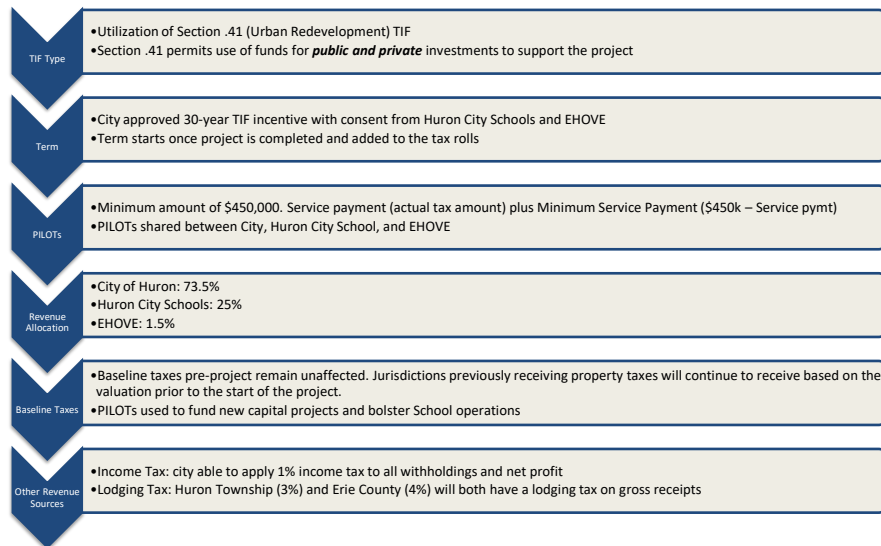 TIF Type
•Utilization of Section .41 (Urban Redevelopment) TIF
•Section .41 permits use of funds for public and private investments to support the project
Term
•City approved 30-year TIF incentive with consent from Huron City Schools and EHOVE
•Term starts once project is completed and added to the tax rolls
PILOTs
•Minimum amount of $450,000. Service payment (actual tax amount) plus Minimum Service Payment ($450k – Service pymt)
•PILOTs shared between City, Huron City School, and EHOVE
Revenue
Allocation
•City of Huron: 73.5%
•Huron City Schools: 25%
•EHOVE: 1.5%
Baseline Taxes
•Baseline taxes pre-project remain unaffected. Jurisdictions previously receiving property taxes will continue to receive based on the
valuation prior to the start of the project.
•PILOTs used to fund new capital projects and bolster School operations
Other Revenue
Sources
•Income Tax: city able to apply 1% income tax to all withholdings and net profit
•Lodging Tax: Huron Township (3%) and Erie County (4%) will both have a lodging tax on gross receipts